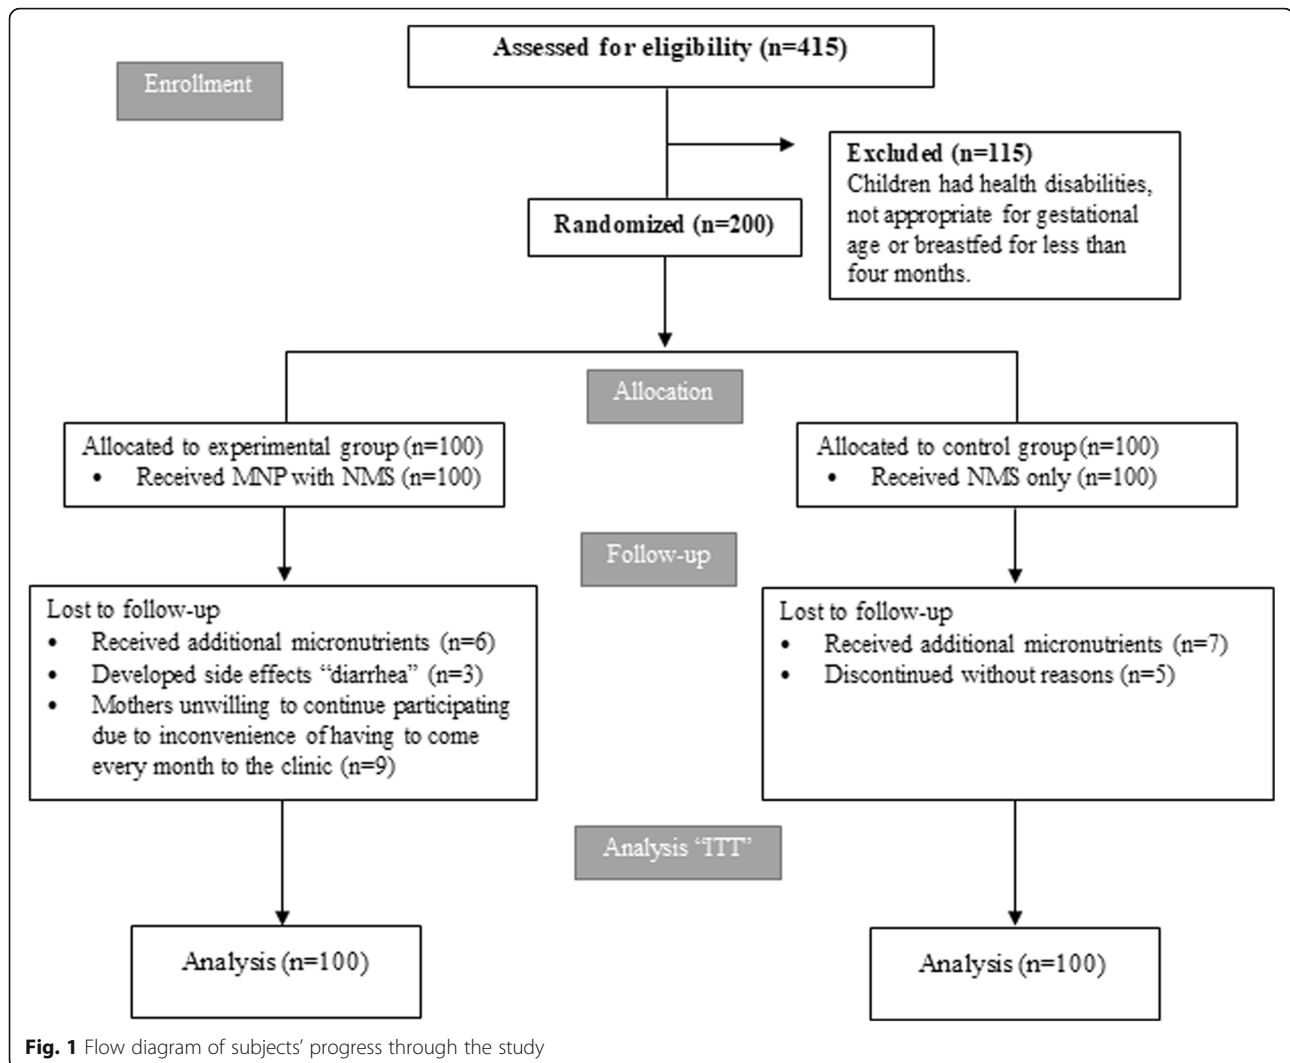 Assessed for eligibility (n=415)
Enrollment
Excluded (n=115)
Children had health disabilities,
not appropriate for gestational
age or breastfed for less than
four months.
Randomized (n=200)
Allocation
Allocated to experimental group (n=100)
• Received MNP with NMS (n=100)
Allocated to control group (n=100)
• Received NMS only (n=100)
Follow-up
Lost to follow-up
• Received additional micronutrients (n=6)
• Developed side effects “diarrhea” (n=3)
• Mothers unwilling to continue participating
due to inconvenience of having to come
every month to the clinic (n=9)
Lost to follow-up
• Received additional micronutrients (n=7)
• Discontinued without reasons (n=5)
Analysis “ITT”
Analysis (n=100)
Analysis (n=100)
Fig. 1 Flow diagram of subjects’ progress through the study